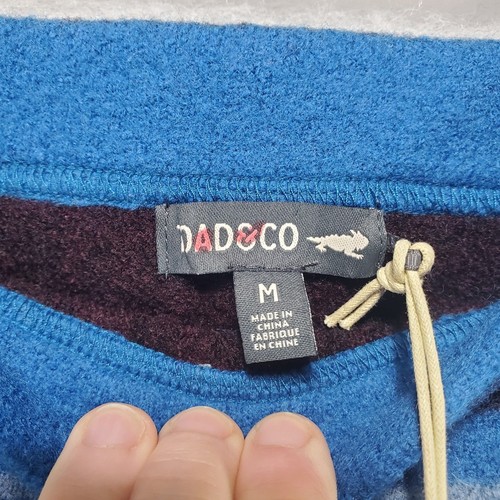 DAD&CO
M
MADE IN
CHINA
FABRIQUE
EN CHINE